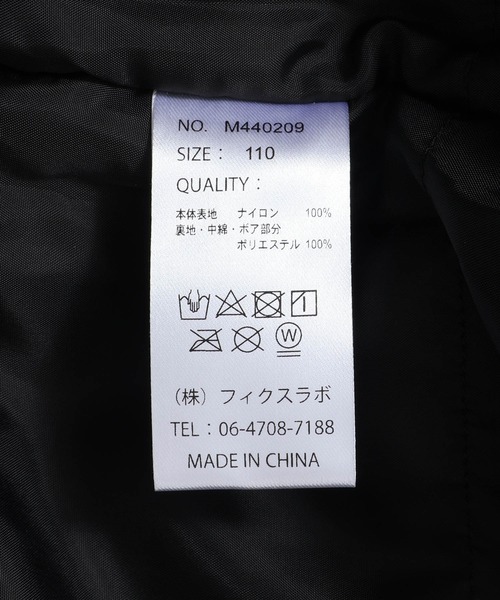 NO. M440209
SIZE： 110
QUALITY：
本体表地 ナイロン 100%
裏地・中綿・ボア部分
ポリエステル 100%
W
（株）フィクスラボ
TEL：06-4708-7188
MADE IN CHINA